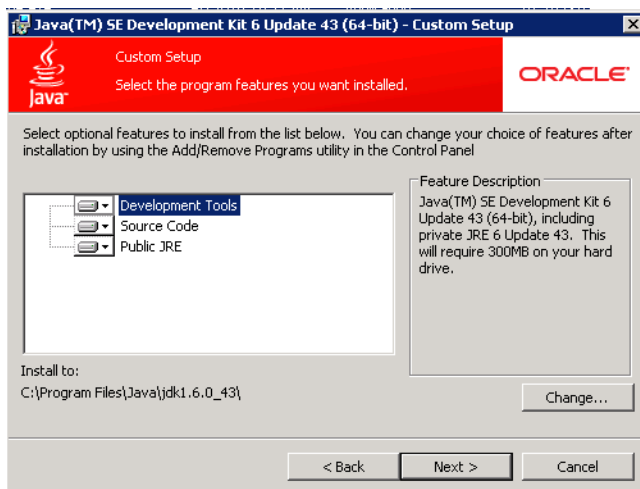 Java(TM) SE Development Kit 6 Update 43 (64-bit) - Custom Setup
Java™
Custom Setup
Select the program features you want installed.
ORACLE®
Select optional features to install from the list below. You can change your choice of features after
installation by using the Add/Remove Programs utility in the Control Panel
Development Tools
Source Code
Public JRE
Feature Description
Java(TM) SE Development Kit 6
Update 43 (64-bit), including
private JRE 6 Update 43. This
will require 300MB on your hard
drive.
Install to:
C:\Program Files\Java\jdk1.6.0_43\
Change...
< Back
Next >
Cancel